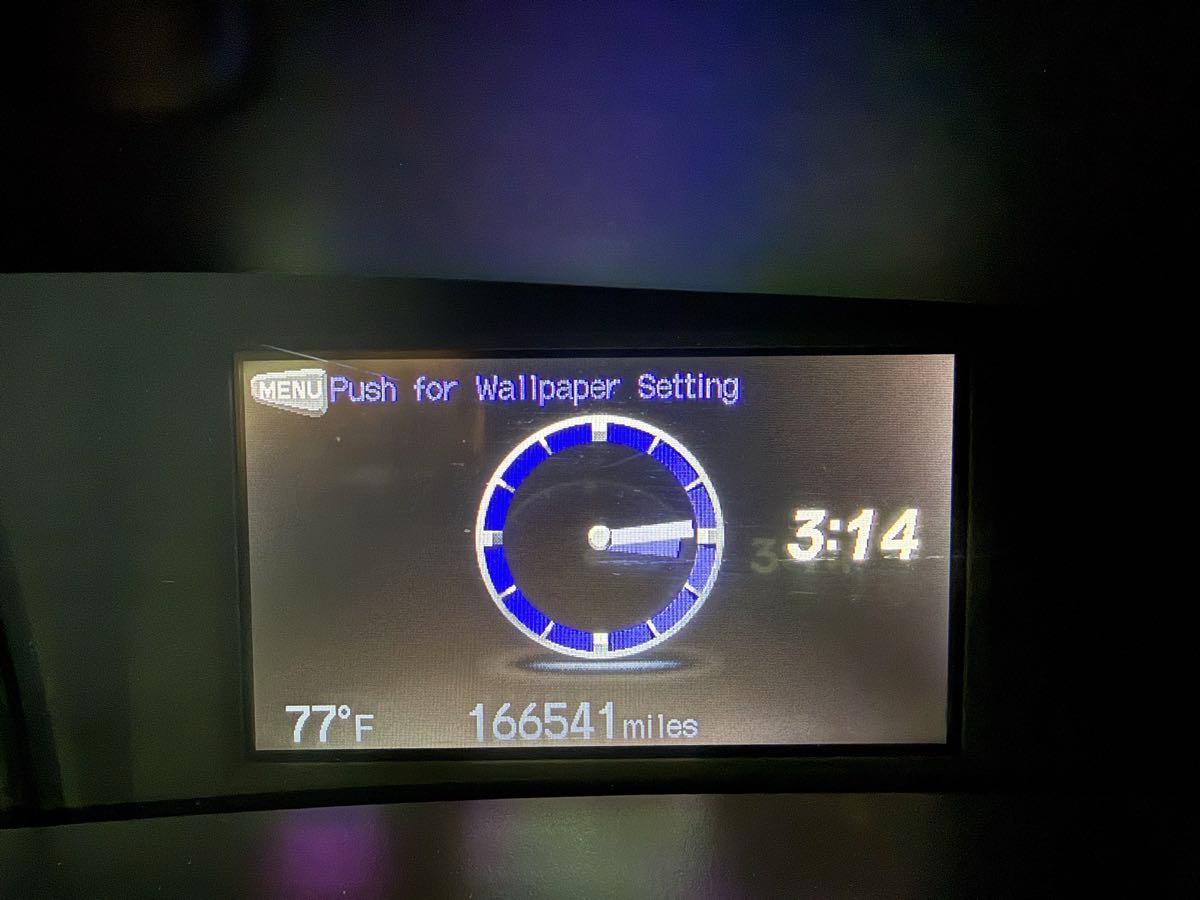 MENU Push for Wallpaper Setting
3:14
77°F 166541 miles